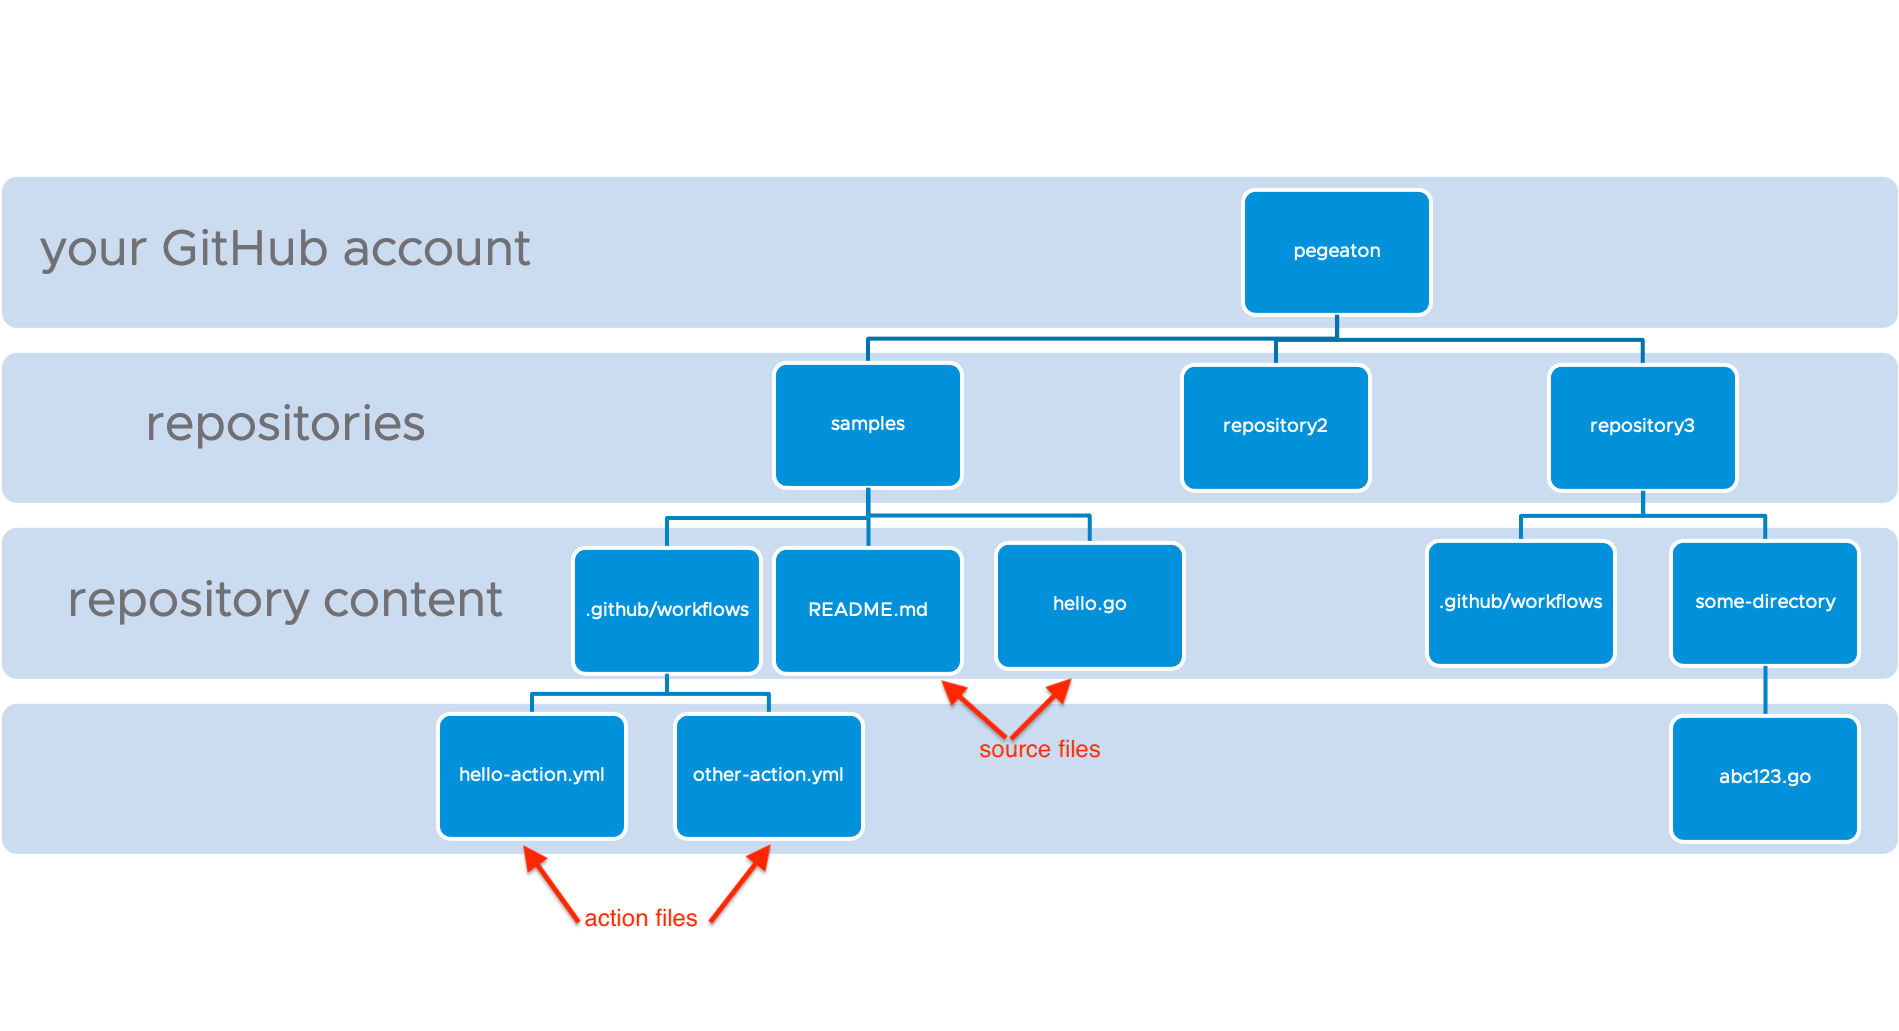 your GitHub account
pegeaton
repositories
samples
repository2
repository3
repository content
.github/workflows
README.md
hello.go
.github/workflows
some-directory
source files
hello-action.yml
other-action.yml
abc123.go
action files